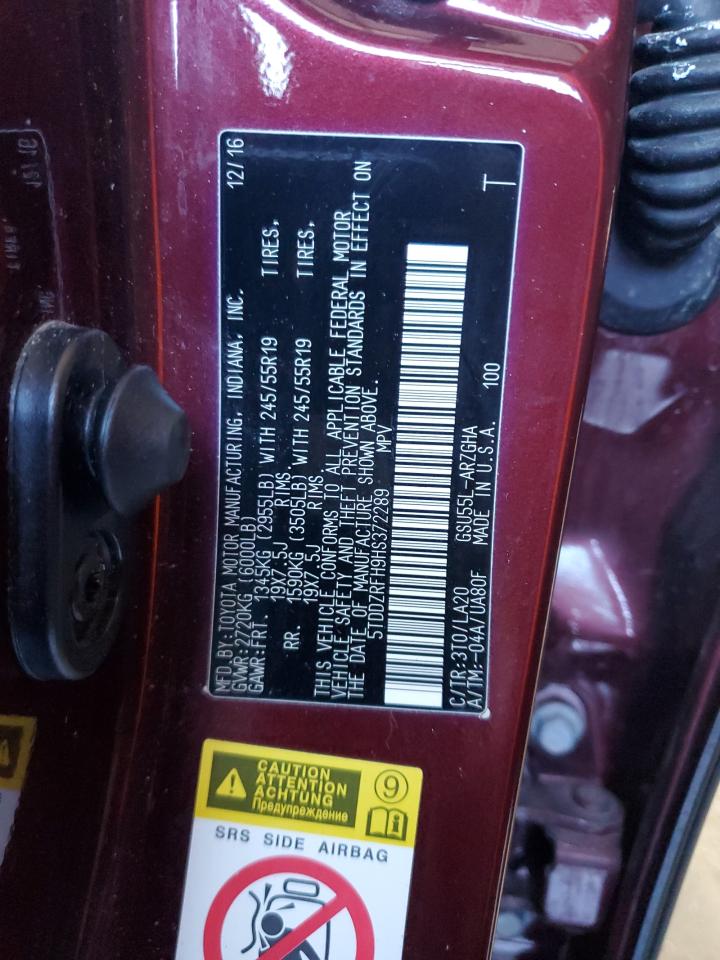 MFD.BY:TOYOTA MOTOR MANUFACTURING, INDIANA, INC. 12/16
GVWR:2720KG (6000LB)
GAWR:FRT. 1345KG (2955LB) WITH 245/55R19 TIRES,
19X7.5J RIMS,
RR. 1590KG (3505LB) WITH 245/55R19 TIRES,
19X7.5J RIMS
THIS VEHICLE CONFORMS TO ALL APPLICABLE FEDERAL MOTOR
VEHICLE SAFETY AND THEFT PREVENTION STANDARDS IN EFFECT ON
THE DATE OF MANUFACTURE SHOWN ABOVE.
5TDDZRFH9HS372289 MPV
C/TR:3T0/LA20 GSU55L-ARZGHA
A/TM:-04A/UA80F MADE IN U.S.A. 100 T
CAUTION
ATTENTION
ACHTUNG
Предупреждение
9
SRS SIDE AIRBAG